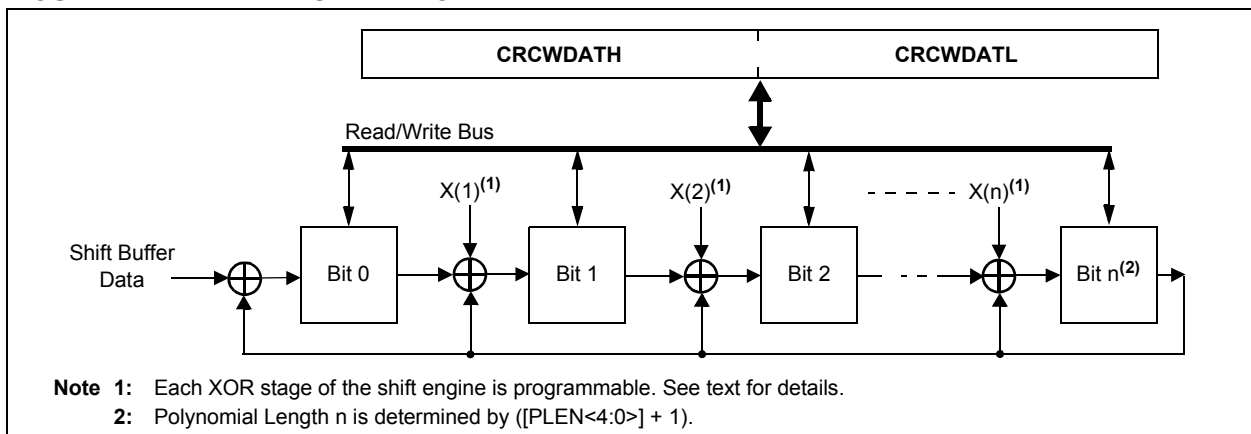 CRCWDATH CRCWDATL
Read/Write Bus
X(1)(1) X(2)(1) X(n)(1)
Shift Buffer
Data
Bit 0 Bit 1 Bit 2 Bit n(2)
Note 1: Each XOR stage of the shift engine is programmable. See text for details.
2: Polynomial Length n is determined by ([PLEN<4:0>] + 1).